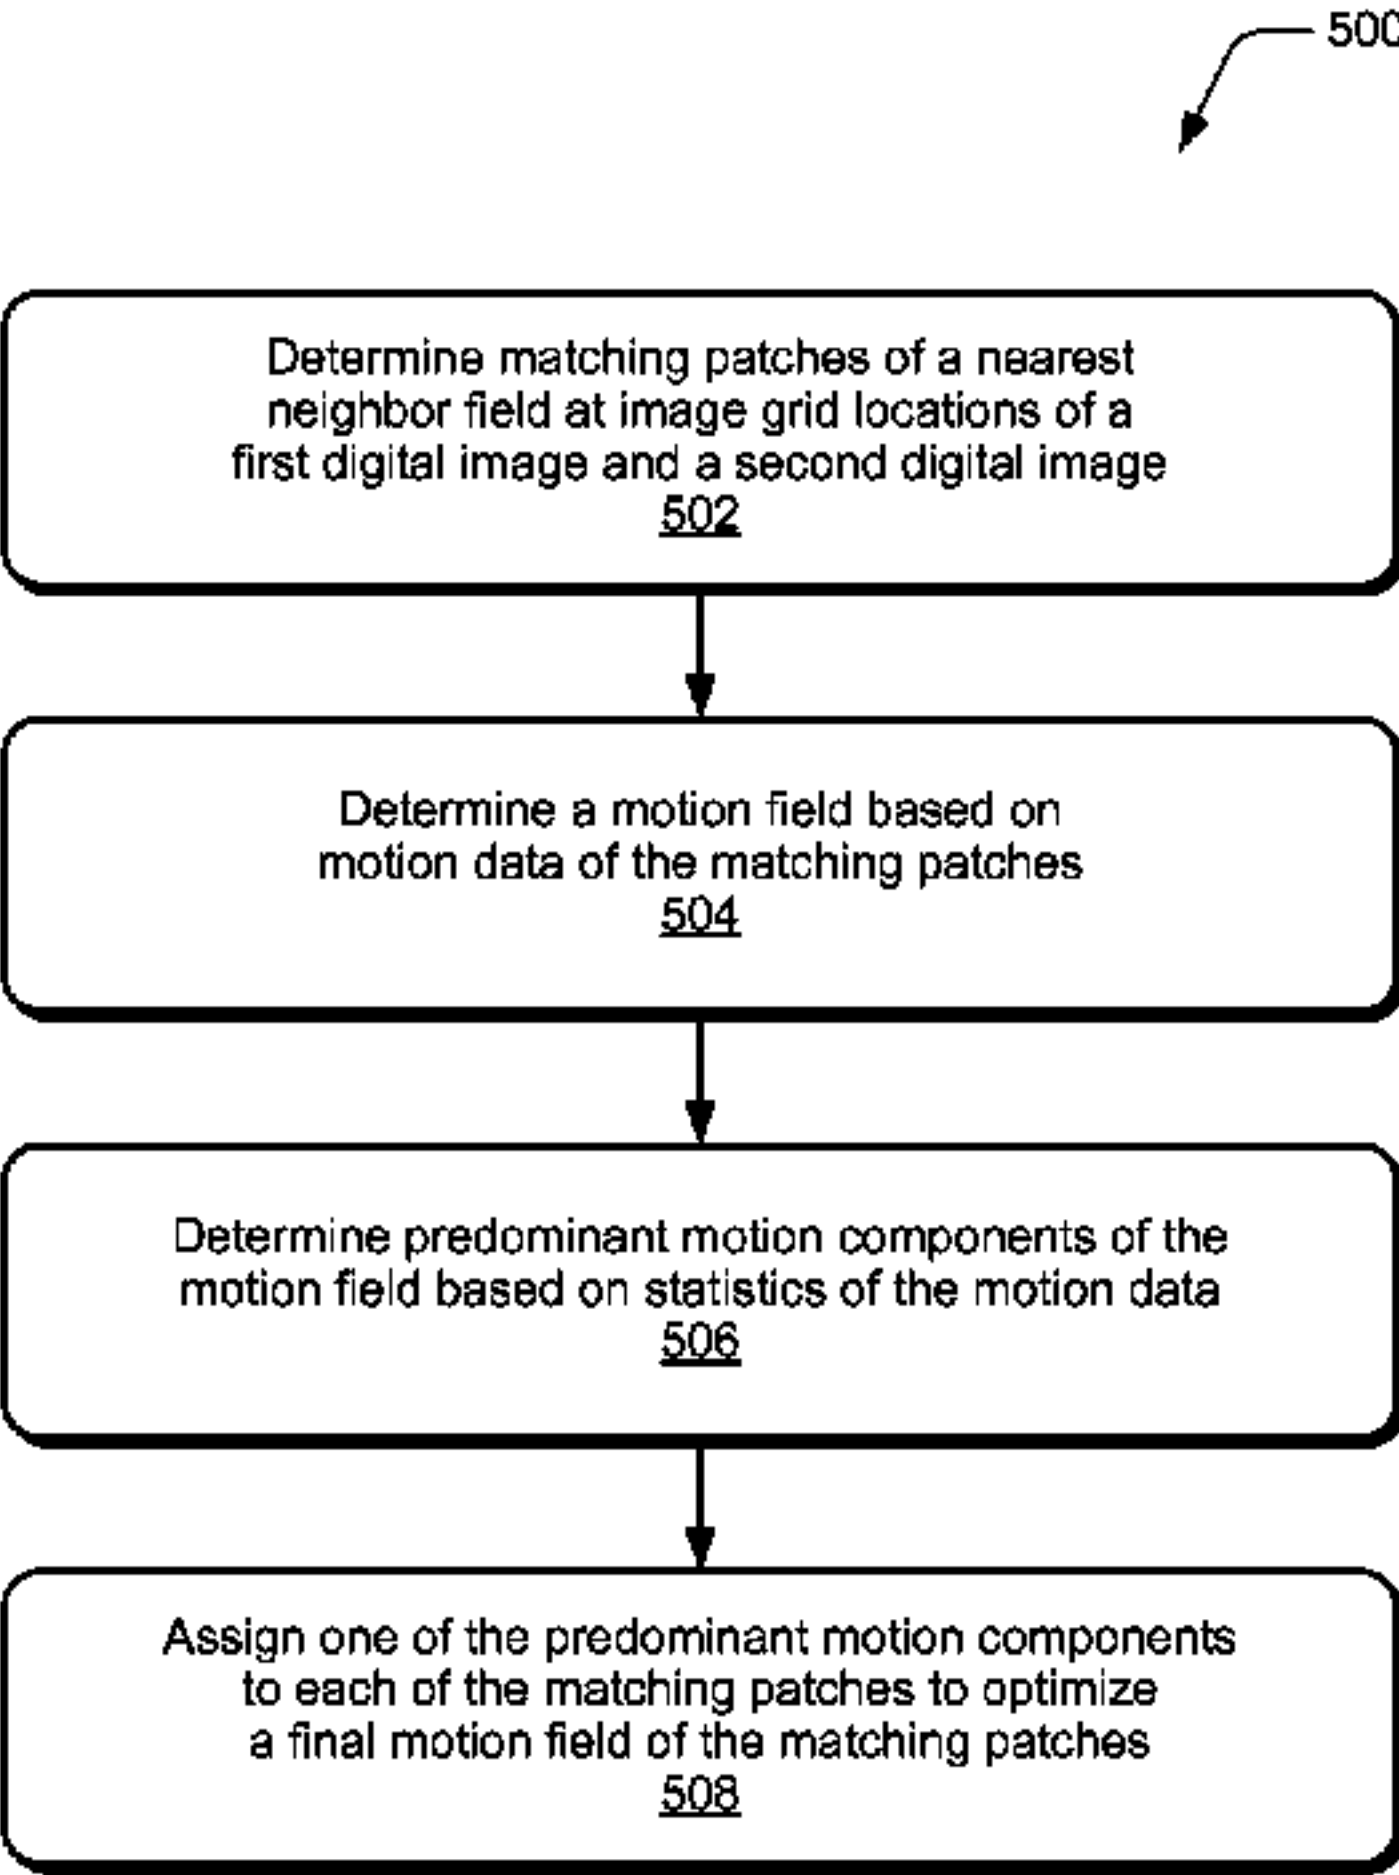 500
Determine matching patches of a nearest
neighbor field at image grid locations of a
first digital image and a second digital image
502
Determine a motion field based on
motion data of the matching patches
504
Determine predominant motion components of the
motion field based on statistics of the motion data
506
Assign one of the predominant motion components
to each of the matching patches to optimize
a final motion field of the matching patches
508